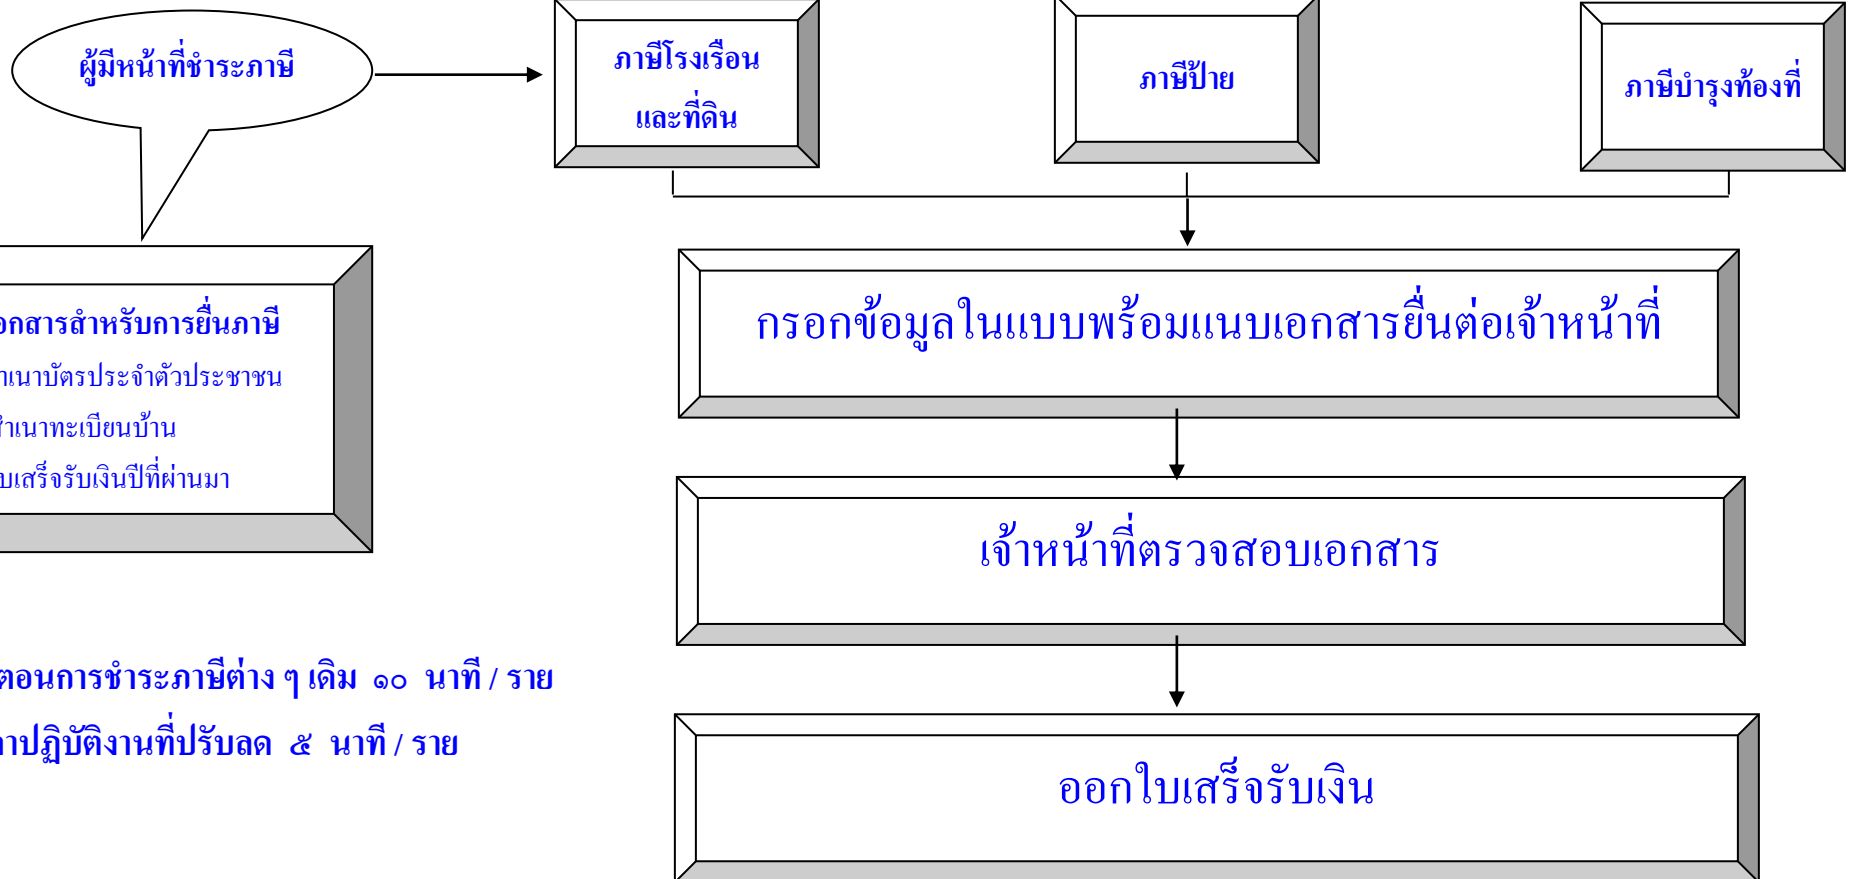 ผู้มีหน้าที่ชำระภาษี
ภาษีโรงเรือน
และที่ดิน
ภาษีป้าย
ภาษีบำรุงท้องที่
กรอกข้อมูลในแบบพร้อมแนบเอกสารยื่นต่อเจ้าหน้าที่
เจ้าหน้าที่ตรวจสอบเอกสาร
ออกใบเสร็จรับเงิน
อกสารสำหรับการยื่นภาษี
าเนาบัตรประจำตัวประชาชน
สำเนาทะเบียนบ้าน
บเสร็จรับเงินปีที่ผ่านมา
ตอนการชำระภาษีต่าง ๆ เดิม ๑๐ นาที / ราย
าปฏิบัติงานที่ปรับลด ๕ นาที / ราย